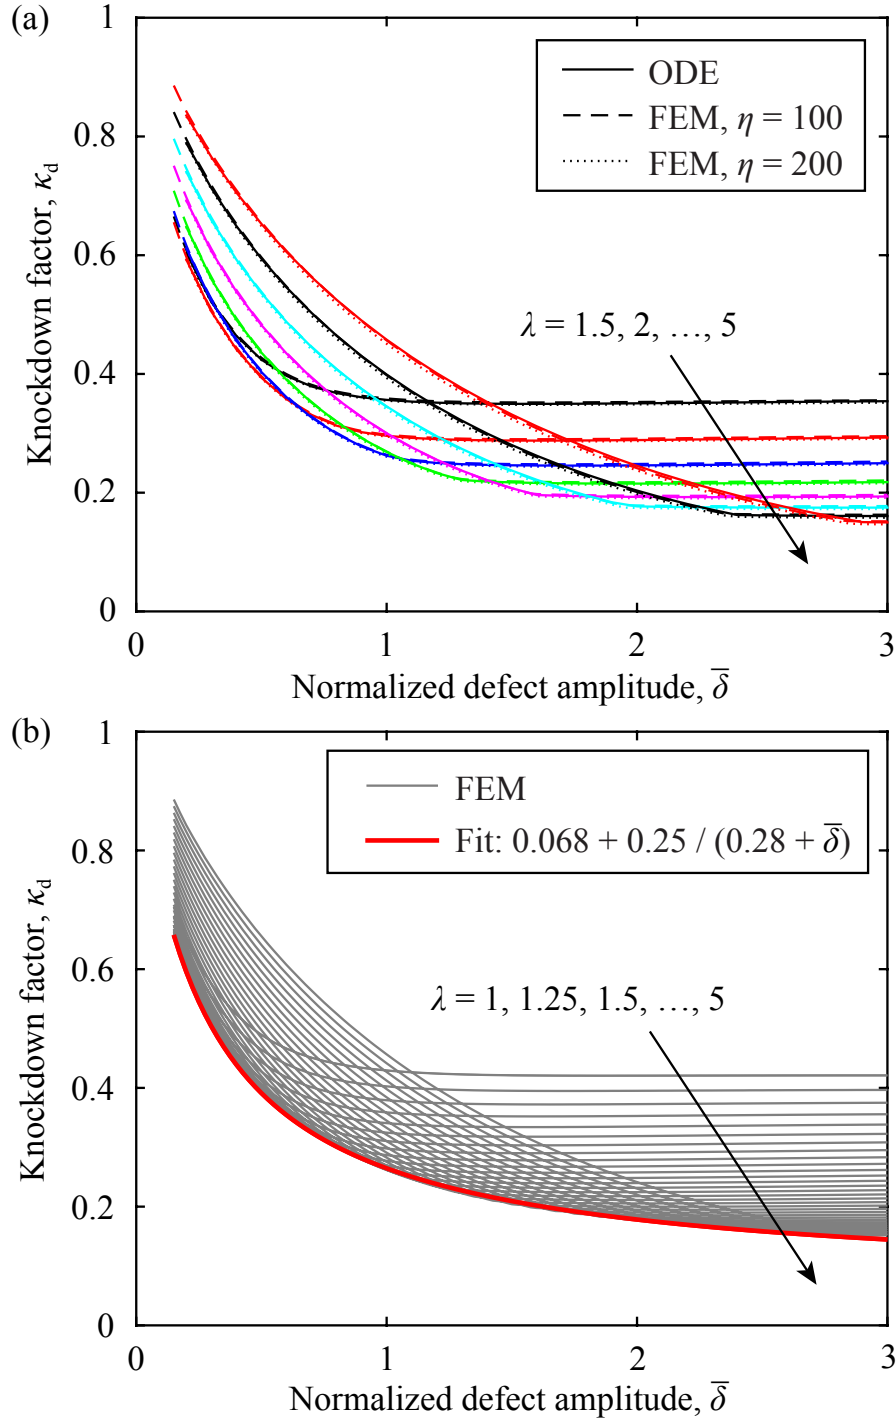 (a)
1
0.8
0.6
0.4
0.2
0
Knockdown factor, κd
ODE
FEM, η = 100
FEM, η = 200
λ = 1.5, 2, ..., 5
0 1 2 3
Normalized defect amplitude, δ̅
(b)
1
0.8
0.6
0.4
0.2
0
Knockdown factor, κd
FEM
Fit: 0.068 + 0.25 / (0.28 + δ̅)
λ = 1, 1.25, 1.5, ..., 5
0 1 2 3
Normalized defect amplitude, δ̅